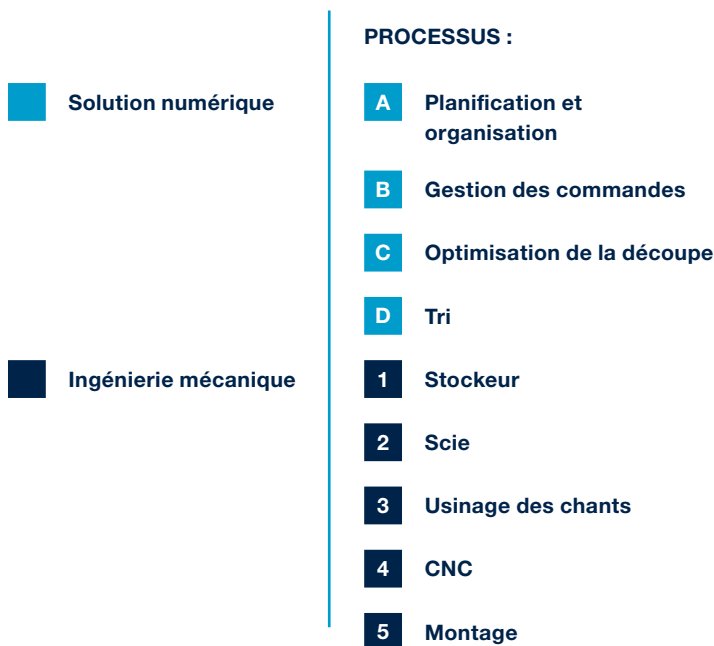 PROCESSUS :
Solution numérique
A Planification et
organisation
B Gestion des commandes
C Optimisation de la découpe
D Tri
Ingénierie mécanique
1 Stockeur
2 Scie
3 Usinage des chants
4 CNC
5 Montage